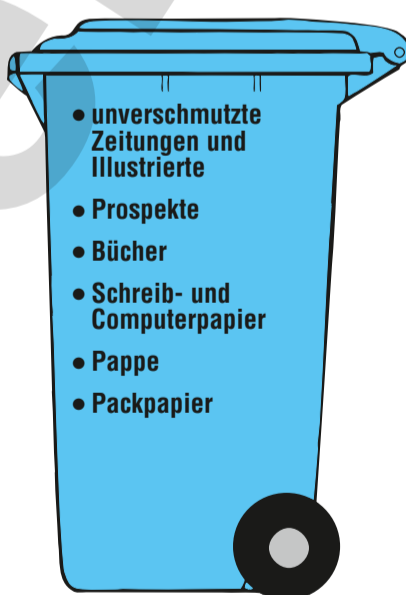 • unverschmutzte
Zeitungen und
Illustrierte
• Prospekte
• Bücher
• Schreib- und
Computerpapier
• Pappe
• Packpapier